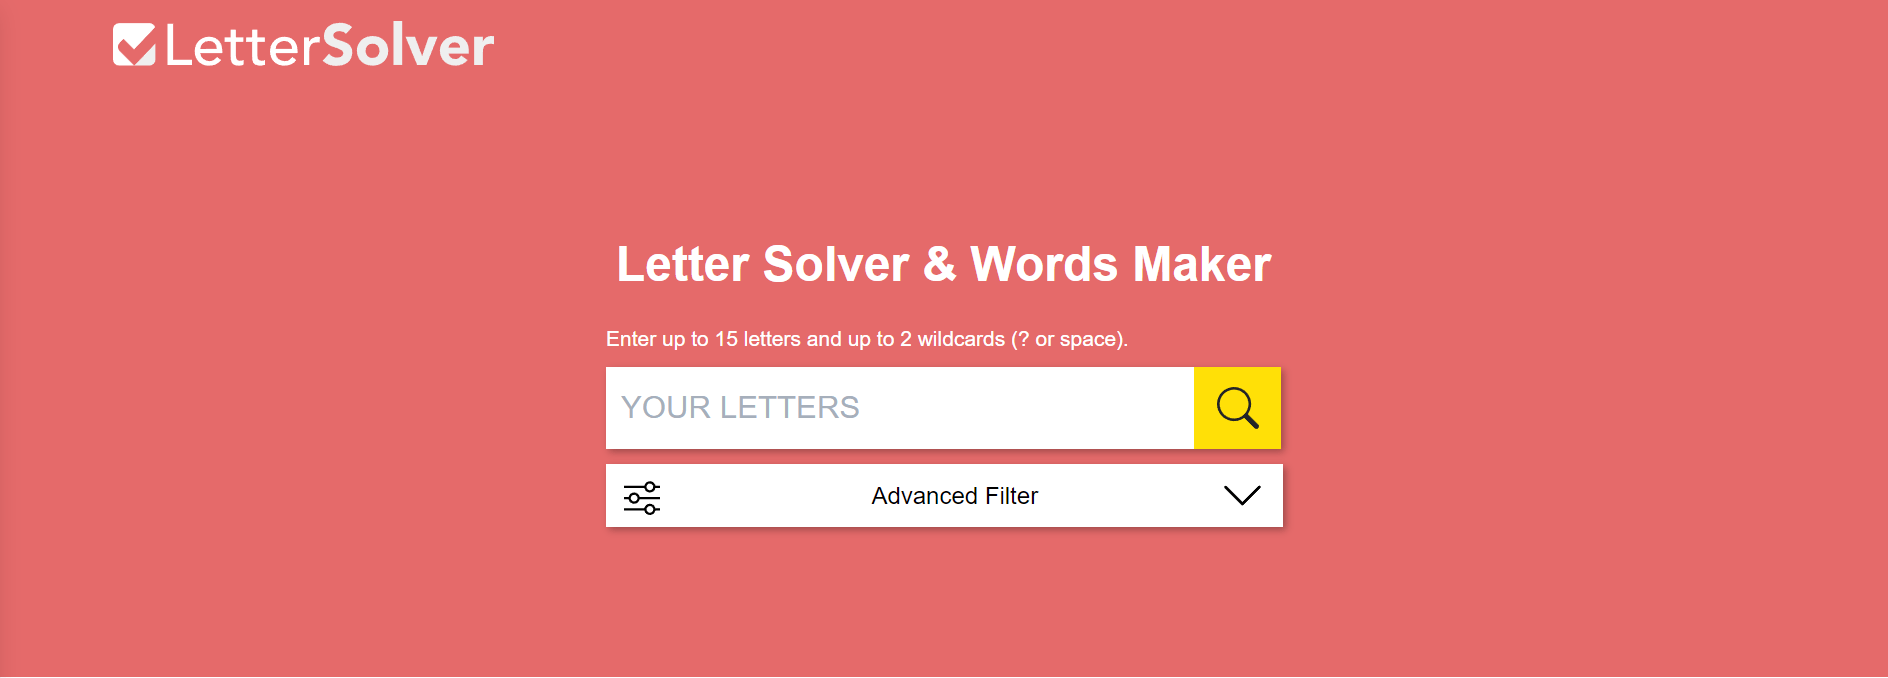 LetterSolver
Letter Solver & Words Maker
Enter up to 15 letters and up to 2 wildcards (? or space).
YOUR LETTERS
Advanced Filter